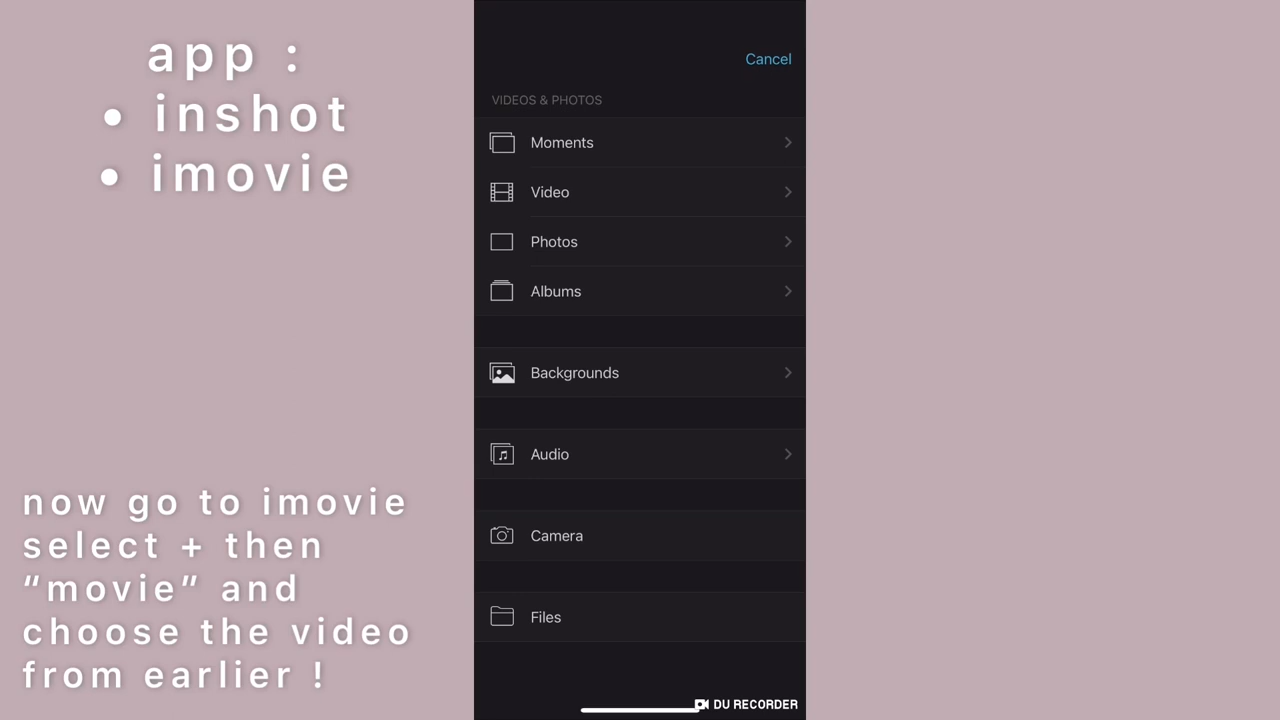 app :
• inshot
• imovie
now go to imovie
select + then
“movie” and
choose the video
from earlier !
Cancel
VIDEOS & PHOTOS
Moments
Video
Photos
Albums
Backgrounds
Audio
Camera
Files
DU RECORDER